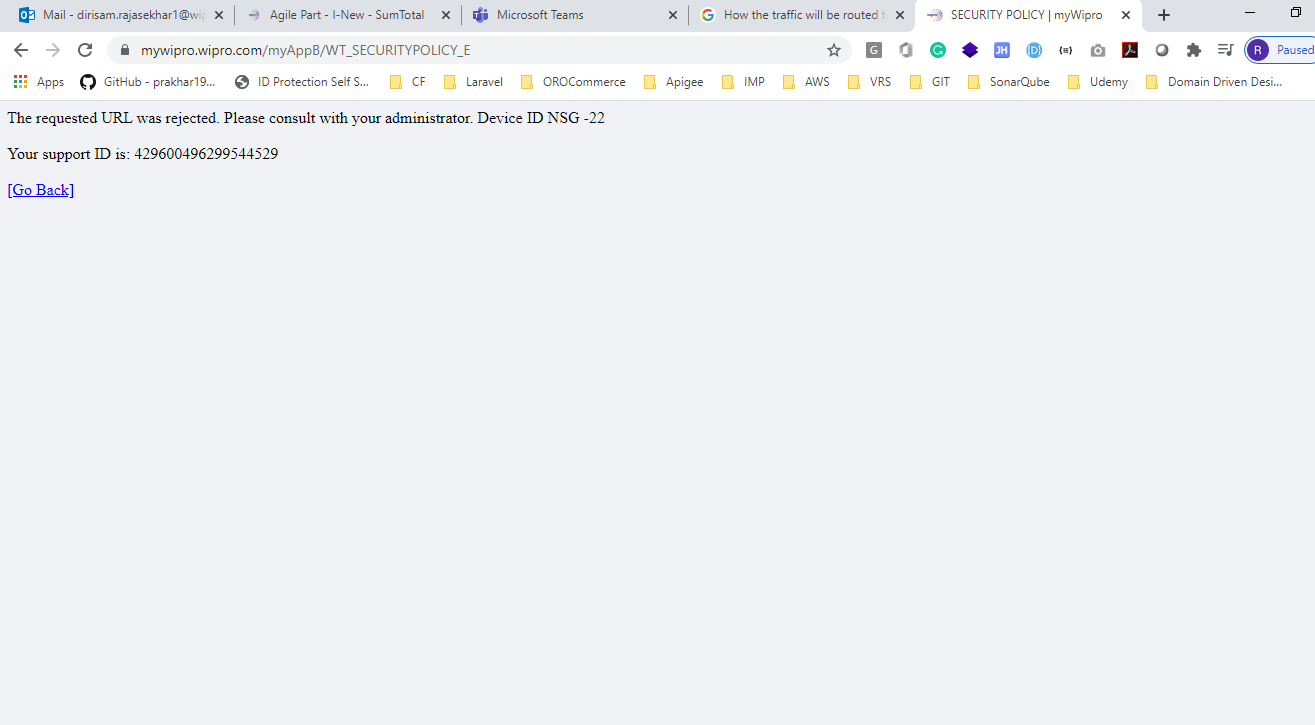 Mail - dirisam.rajasekhar1@wip
Agile Part - I-New - SumTotal
Microsoft Teams
How the traffic will be routed t
SECURITY POLICY | myWipro
mywipro.wipro.com/myAppB/WT_SECURITYPOLICY_E
G
JH
R Paused
Apps
GitHub - prakhar19...
ID Protection Self S...
CF
Laravel
OROCommerce
Apigee
IMP
AWS
VRS
GIT
SonarQube
Udemy
Domain Driven Desi...
The requested URL was rejected. Please consult with your administrator. Device ID NSG -22
Your support ID is: 429600496299544529
[Go Back]